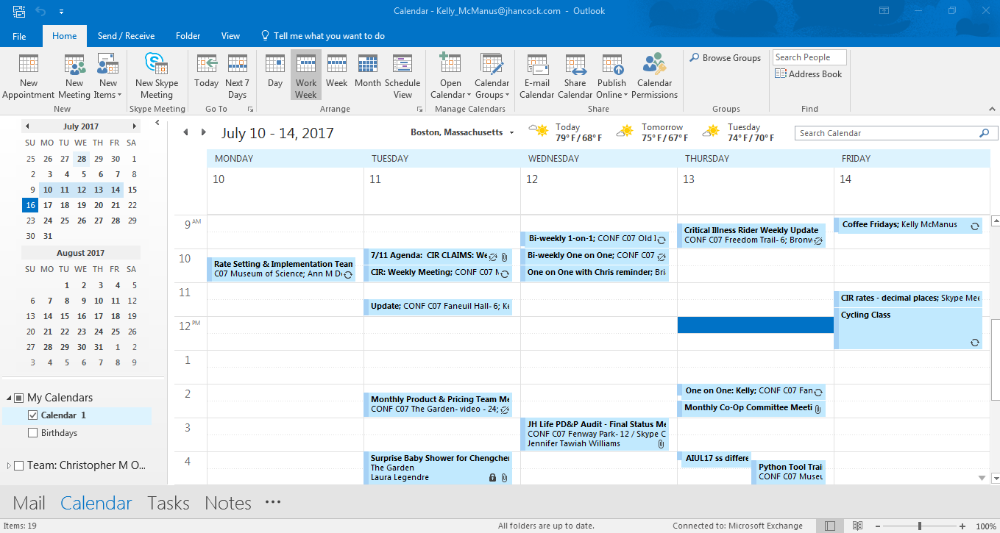 Calendar - Kelly_McManus@jhancock.com - Outlook
File Home Send / Receive Folder View Tell me what you want to do
New Appointment
New Meeting
New Items
New Skype Meeting
Today
Next 7 Days
Day
Work Week
Week
Month
Schedule View
Open Calendar
Calendar Groups
E-mail Calendar
Share Calendar
Publish Online
Calendar Permissions
Browse Groups
Search People
Address Book
New Skype Meeting Go To Arrange Manage Calendars Share Groups Find
July 2017
SU MO TU WE TH FR SA
25 26 27 28 29 30 1
2 3 4 5 6 7 8
9 10 11 12 13 14 15
16 17 18 19 20 21 22
23 24 25 26 27 28 29
30 31
August 2017
SU MO TU WE TH FR SA
1 2 3 4 5
6 7 8 9 10 11 12
13 14 15 16 17 18 19
20 21 22 23 24 25 26
27 28 29 30 31 1 2
3 4 5 6 7 8 9
My Calendars
Calendar 1
Birthdays
Team: Christopher M O...
July 10 - 14, 2017
Boston, Massachusetts
Today
79° F / 68° F
Tomorrow
75° F / 67° F
Tuesday
74° F / 70° F
Search Calendar
MONDAY TUESDAY WEDNESDAY THURSDAY FRIDAY
10 11 12 13 14
9 AM
10
11
12 PM
1
2
3
4
Rate Setting & Implementation Team
C07 Museum of Science; Ann M D
7/11 Agenda: CIR CLAIMS: We
CIR: Weekly Meeting; CONF C07 M
Update; CONF C07 Faneuil Hall- 6; Ke
Monthly Product & Pricing Team Me
CONF C07 The Garden- video - 24;
Surprise Baby Shower for Chengcher
The Garden
Laura Legendre
Bi-weekly 1-on-1; CONF C07 Old
Bi-weekly One on One; CONF C07
One on One with Chris reminder; Bri
JH Life PD&P Audit - Final Status Me
CONF C07 Fenway Park- 12 / Skype C
Jennifer Tawiah Williams
Critical Illness Rider Weekly Update
CONF C07 Freedom Trail- 6; Bronw
One on One: Kelly; CONF C07 Fan
Monthly Co-Op Committee Meeti
AIUL17 ss differe
Python Tool Trai
CONF C07 Museu
Coffee Fridays; Kelly McManus
CIR rates - decimal places; Skype Mee
Cycling Class
Mail Calendar Tasks Notes
Items: 19 All folders are up to date. Connected to: Microsoft Exchange 100%